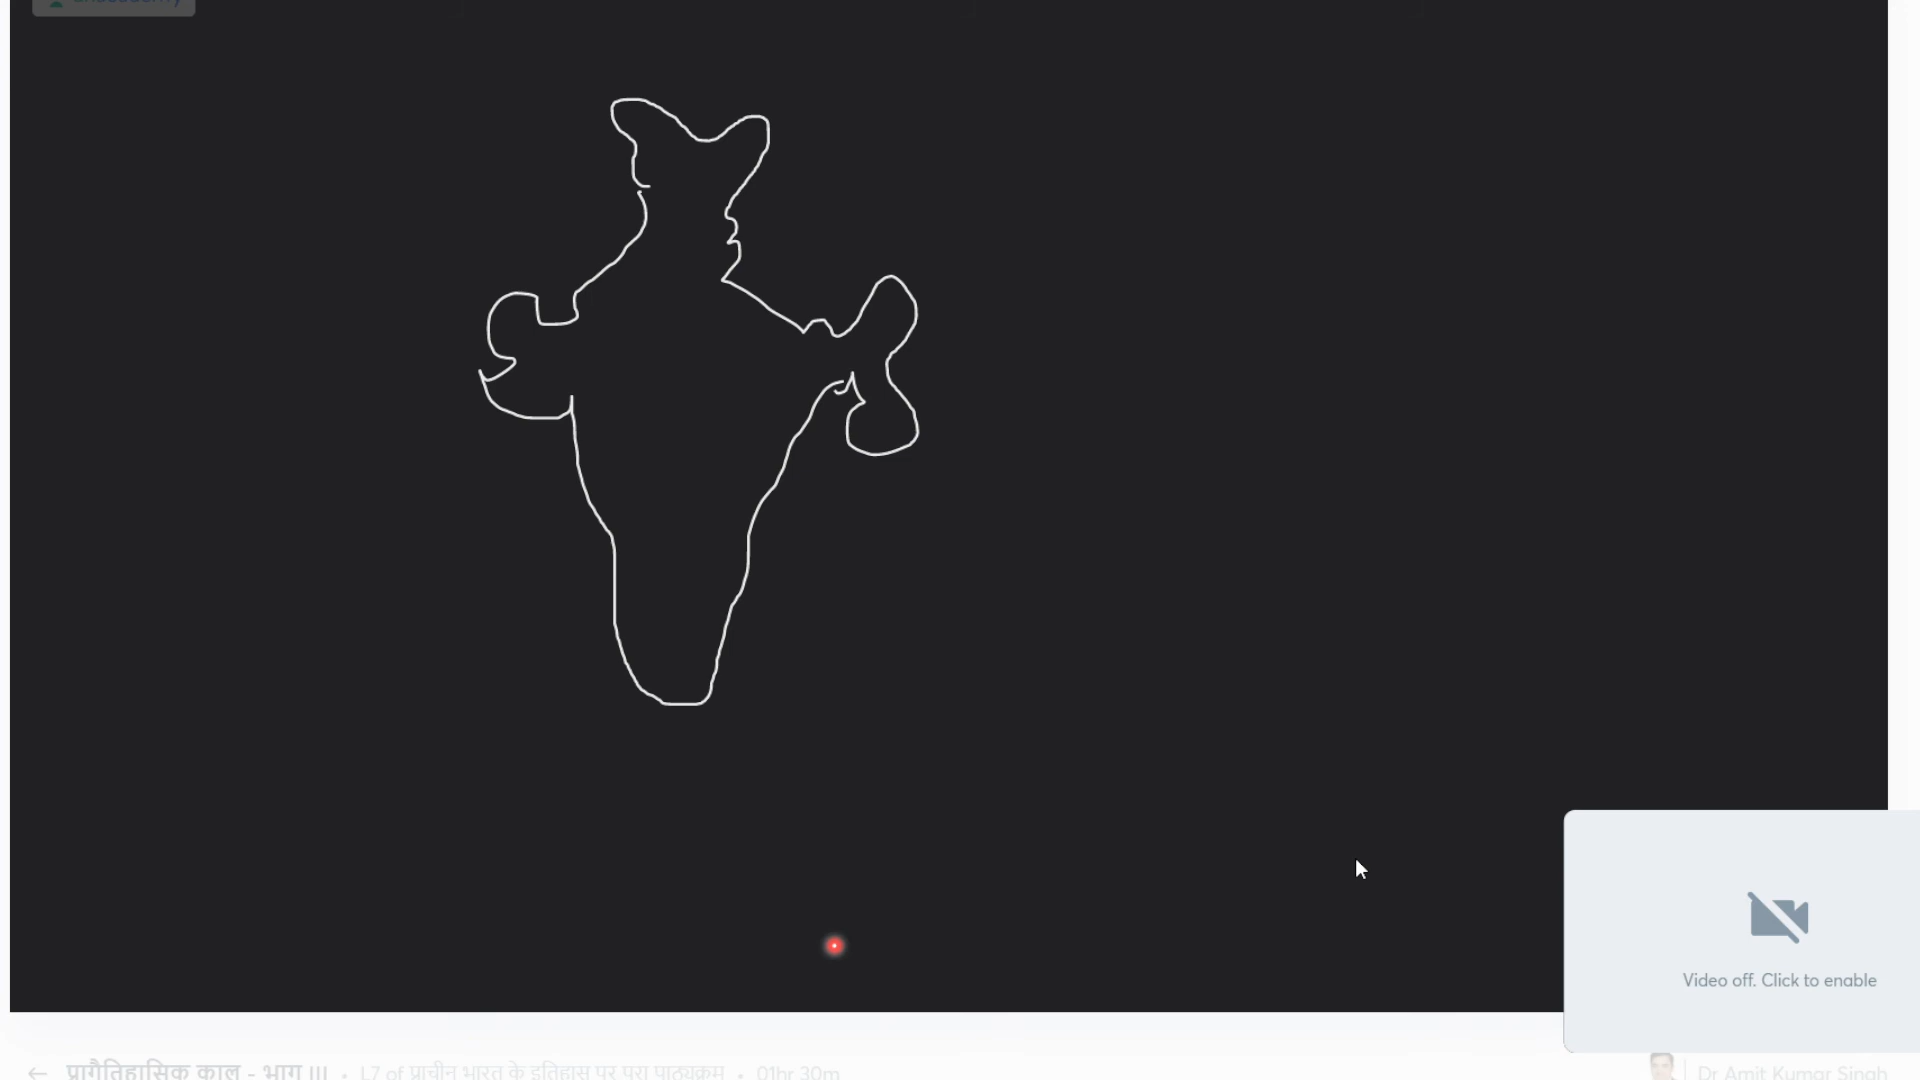 unacademy
Video off. Click to enable
प्रागैतिहासिक काल - भाग III • L7 of प्राचीन भारत के इतिहास पर पूरा पाठ्यक्रम • 01hr 30m
Dr Amit Kumar Singh